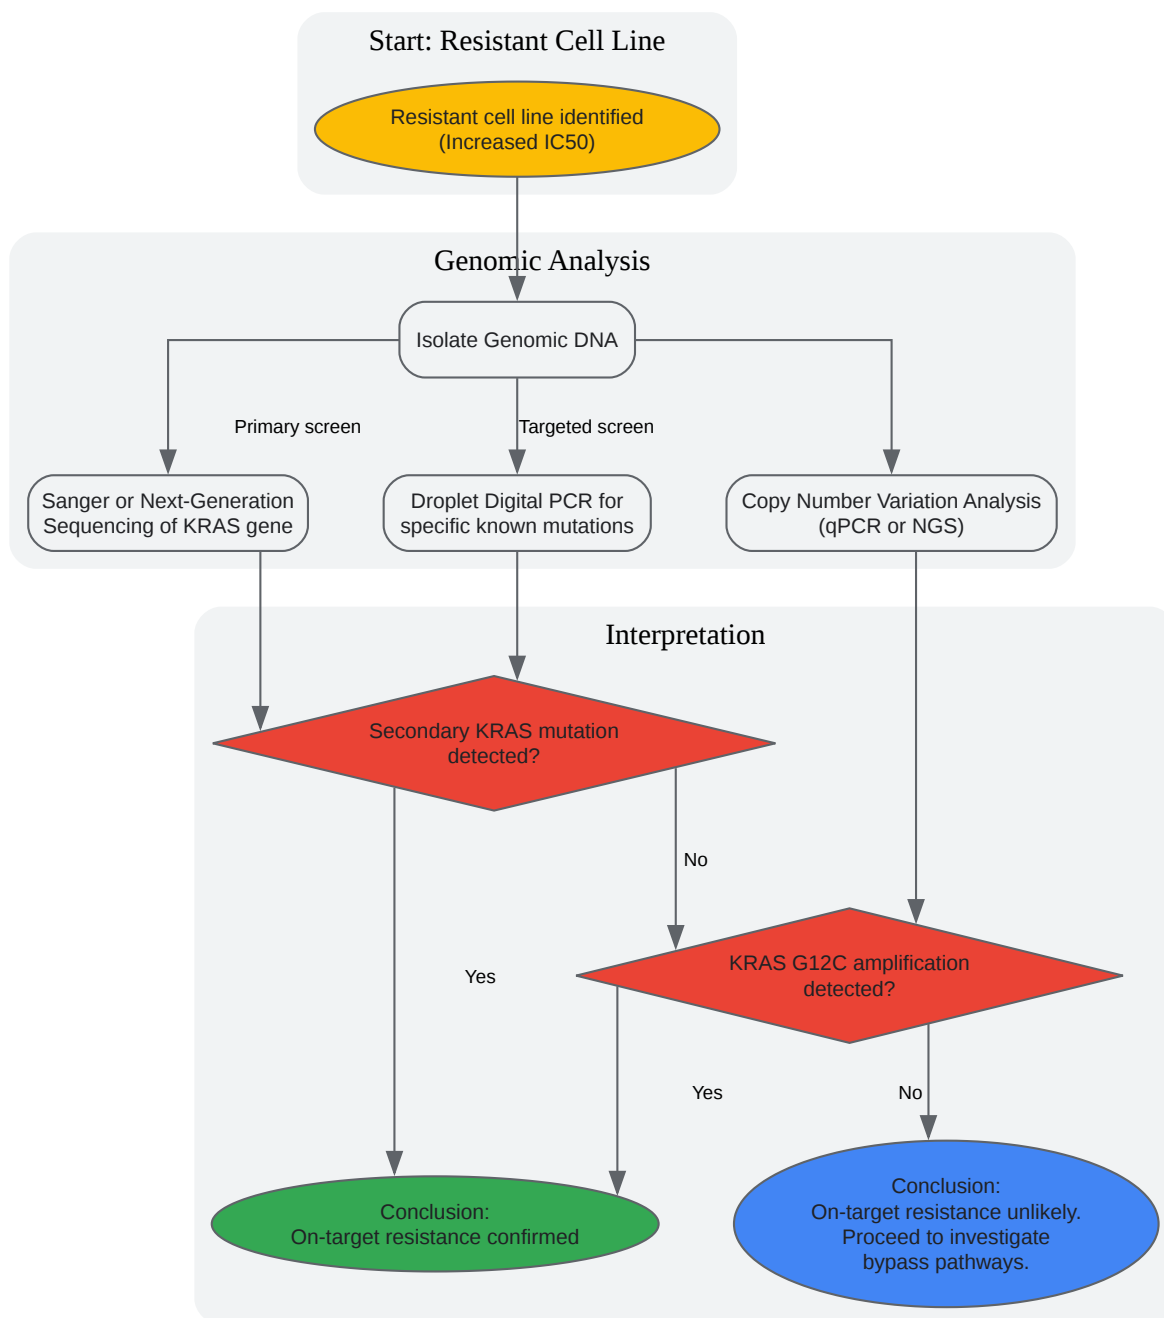 Start: Resistant Cell Line
Resistant cell line identified
(Increased IC50)
Genomic Analysis
Isolate Genomic DNA
Primary screen
Targeted screen
Sanger or Next-Generation
Sequencing of KRAS gene
Droplet Digital PCR for
specific known mutations
Copy Number Variation Analysis
(qPCR or NGS)
Interpretation
Secondary KRAS mutation
detected?
No
Yes
KRAS G12C amplification
detected?
Yes
No
Conclusion:
On-target resistance confirmed
Conclusion:
On-target resistance unlikely.
Proceed to investigate
bypass pathways.